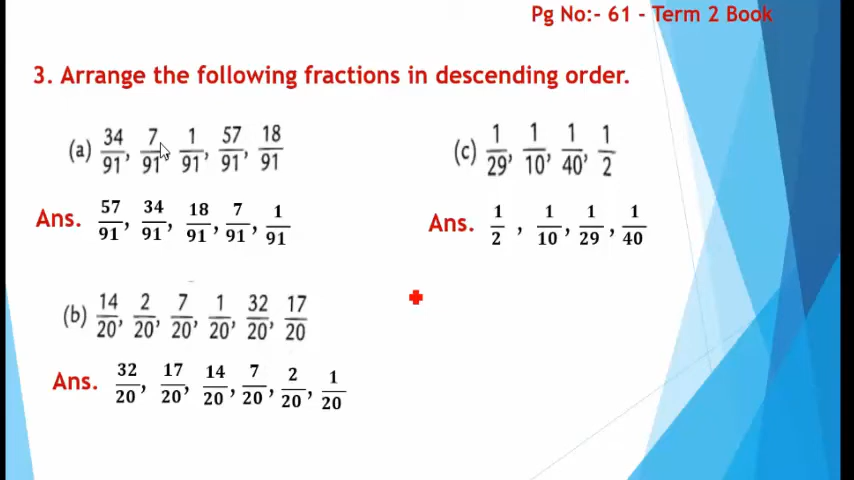 Pg No:- 61 - Term 2 Book
3. Arrange the following fractions in descending order.
(a) 34/91, 7/91, 1/91, 57/91, 18/91
Ans. 57/91, 34/91, 18/91, 7/91, 1/91
(b) 14/20, 2/20, 7/20, 1/20, 32/20, 17/20
Ans. 32/20, 17/20, 14/20, 7/20, 2/20, 1/20
(c) 1/29, 1/10, 1/40, 1/2
Ans. 1/2, 1/10, 1/29, 1/40